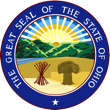 THE GREAT SEAL OF THE STATE OF OHIO